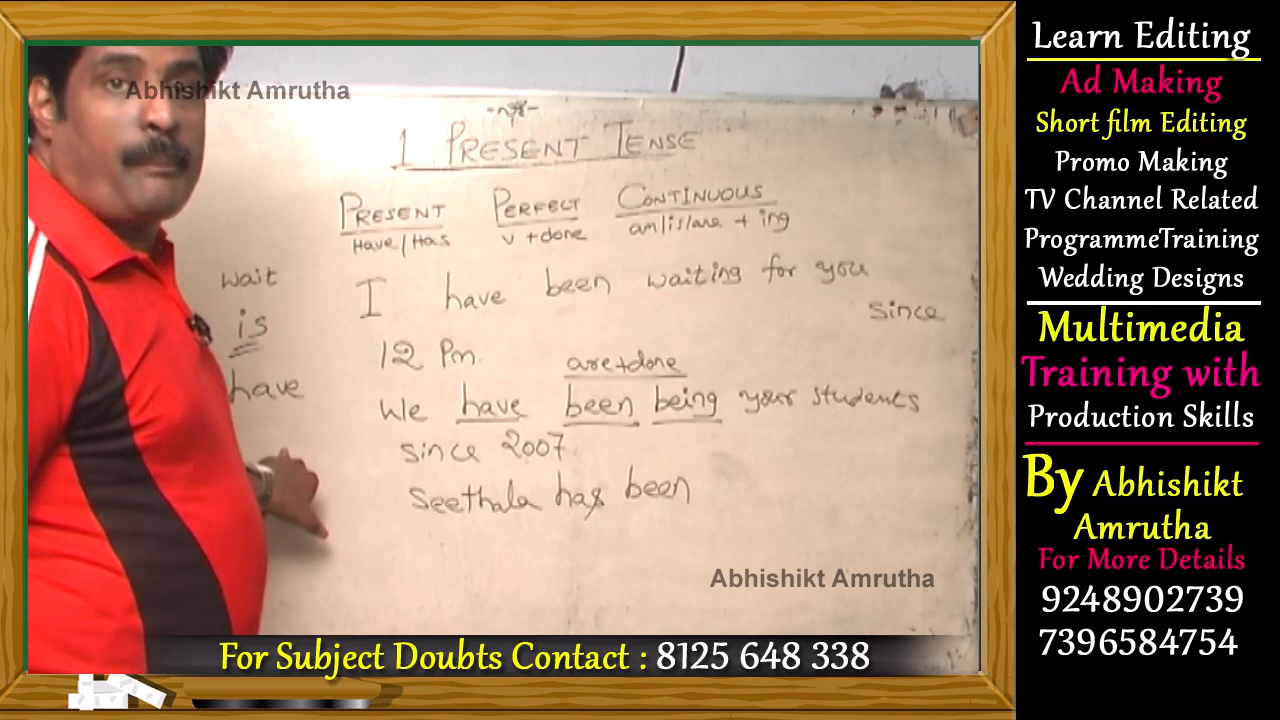 Abhishikt Amrutha
1 PRESENT TENSE
PRESENT PERFECT CONTINUOUS
Have/Has v+done am/is/are + ing
wait
is
have
I have been waiting for you
since
12 Pm.
are+done
We have been being your students
since 2007
Seethala has been
Abhishikt Amrutha
For Subject Doubts Contact : 8125 648 338
Learn Editing
Ad Making
Short film Editing
Promo Making
TV Channel Related
ProgrammeTraining
Wedding Designs
Multimedia
Training with
Production Skills
By Abhishikt
Amrutha
For More Details
9248902739
7396584754